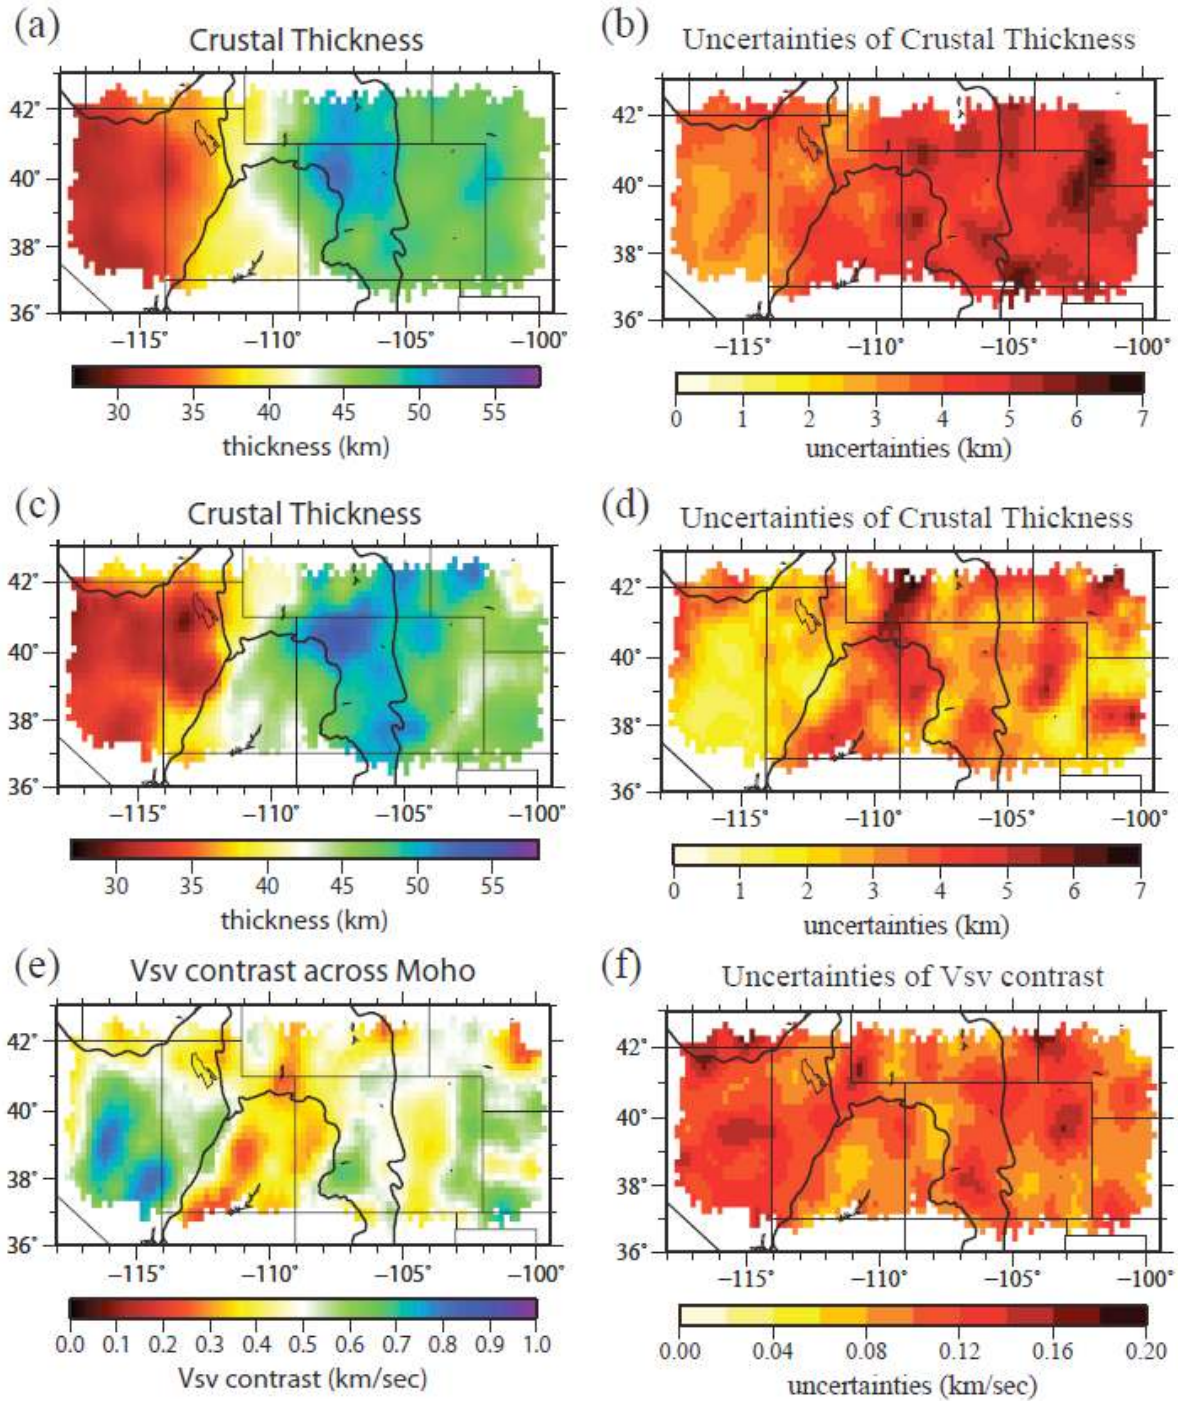 (a)
Crustal Thickness
42°
40°
38°
36°
−115° −110° −105° −100°
30 35 40 45 50 55
thickness (km)
(b)
Uncertainties of Crustal Thickness
42°
40°
38°
36°
−115° −110° −105° −100°
0 1 2 3 4 5 6 7
uncertainties (km)
(c)
Crustal Thickness
42°
40°
38°
36°
−115° −110° −105° −100°
30 35 40 45 50 55
thickness (km)
(d)
Uncertainties of Crustal Thickness
42°
40°
38°
36°
−115° −110° −105° −100°
0 1 2 3 4 5 6 7
uncertainties (km)
(e)
Vsv contrast across Moho
42°
40°
38°
36°
−115° −110° −105° −100°
0.0 0.1 0.2 0.3 0.4 0.5 0.6 0.7 0.8 0.9 1.0
Vsv contrast (km/sec)
(f)
Uncertainties of Vsv contrast
42°
40°
38°
36°
−115° −110° −105° −100°
0.00 0.04 0.08 0.12 0.16 0.20
uncertainties (km/sec)